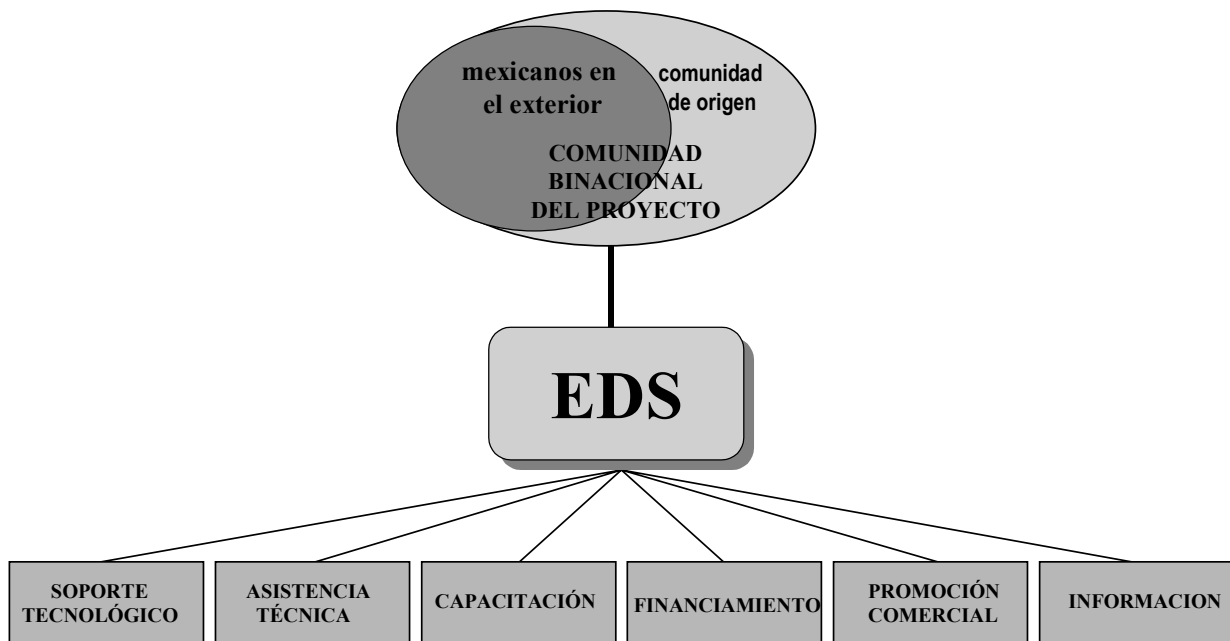 mexicanos en
el exterior
comunidad
de origen
COMUNIDAD
BINACIONAL
DEL PROYECTO
EDS
SOPORTE
TECNOLÓGICO
ASISTENCIA
TÉCNICA
CAPACITACIÓN
FINANCIAMIENTO
PROMOCIÓN
COMERCIAL
INFORMACION